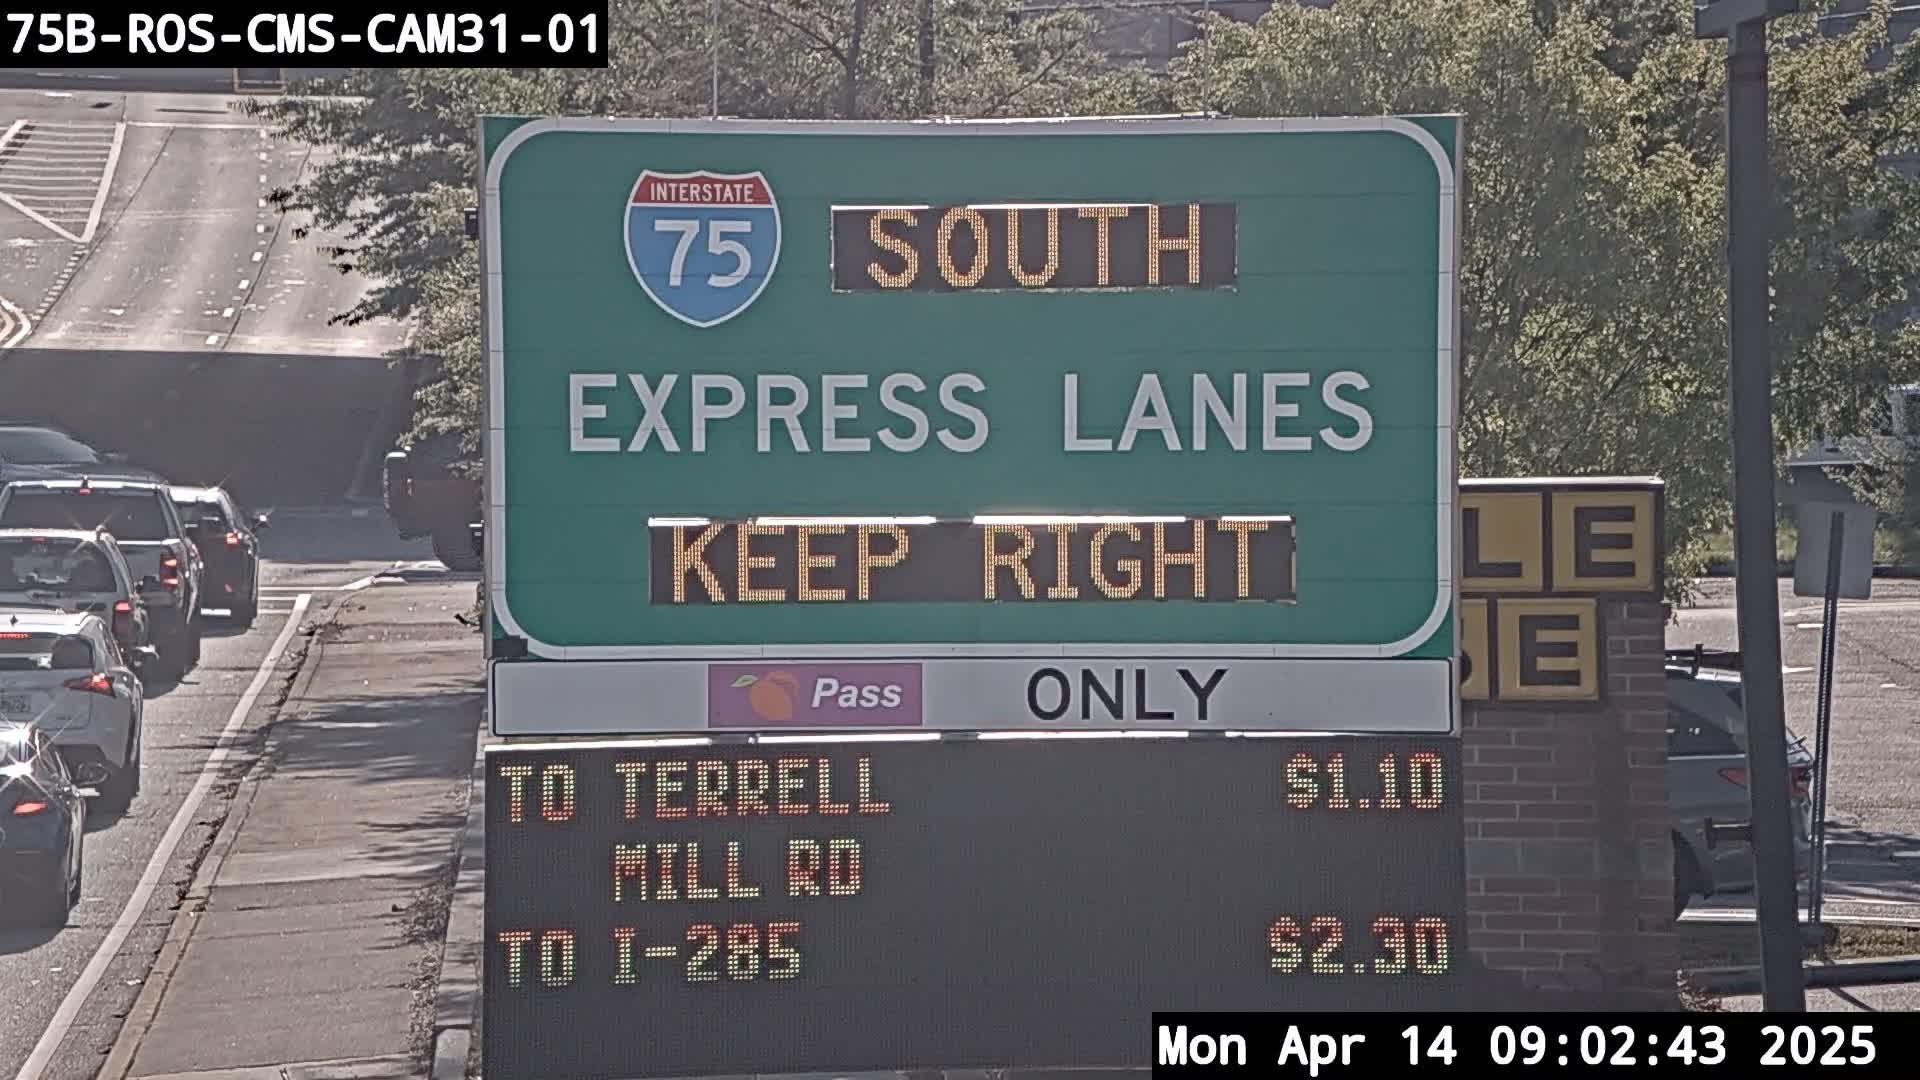 75B-ROS-CMS-CAM31-01
INTERSTATE
75
SOUTH
EXPRESS LANES
KEEP RIGHT
Pass ONLY
TO TERRELL $1.10
MILL RD
TO I-285 $2.30
LE
E
Mon Apr 14 09:02:43 2025